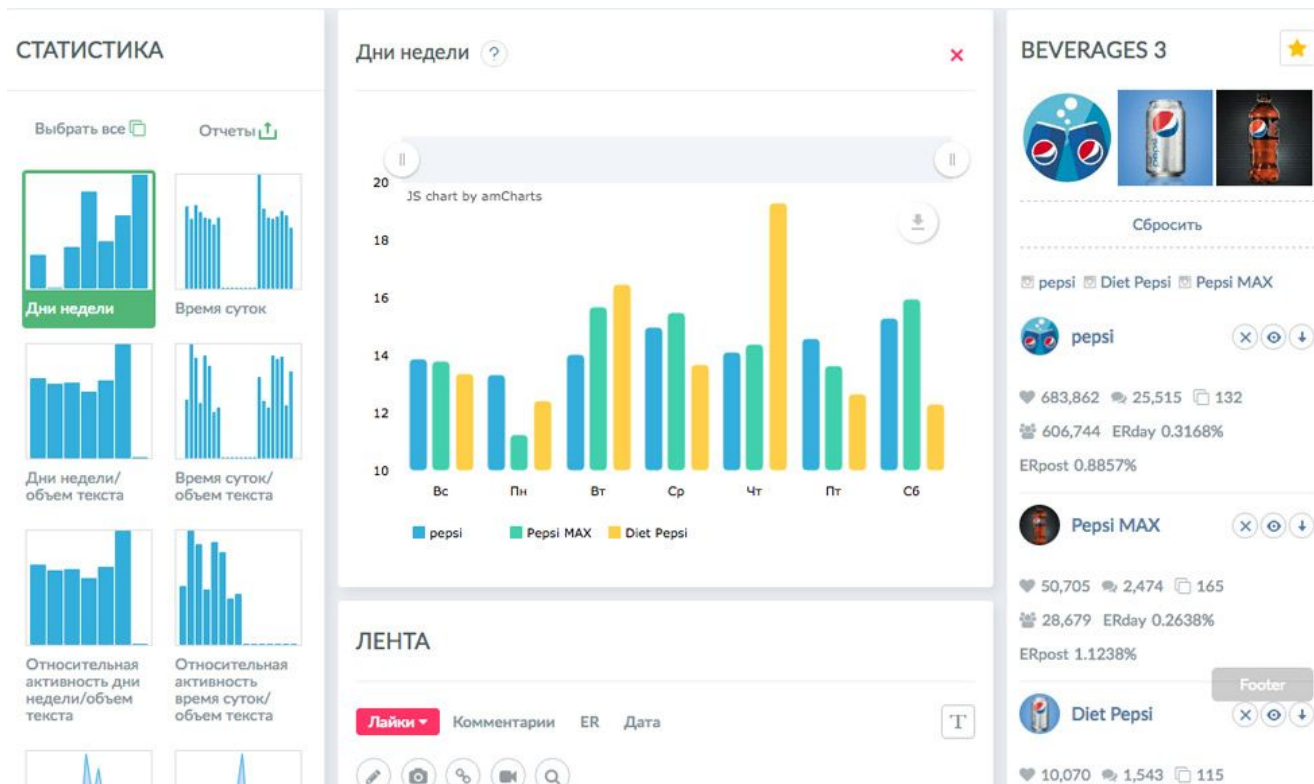 СТАТИСТИКА
Выбрать все
Отчеты
Дни недели
Время суток
Дни недели/
объем текста
Время суток/
объем текста
Относительная
активность дни
недели/объем
текста
Относительная
активность
время суток/
объем текста
Дни недели ?
JS chart by amCharts
20
18
16
14
12
10
Вс Пн Вт Ср Чт Пт Сб
pepsi Pepsi MAX Diet Pepsi
ЛЕНТА
Лайки Комментарии ER Дата
T
BEVERAGES 3
pepsi
Сбросить
pepsi Diet Pepsi Pepsi MAX
pepsi
683,862 25,515 132
606,744 ERday 0.3168%
ERpost 0.8857%
Pepsi MAX
50,705 2,474 165
28,679 ERday 0.2638%
ERpost 1.1238%
Footer
Diet Pepsi
10,070 1,543 115